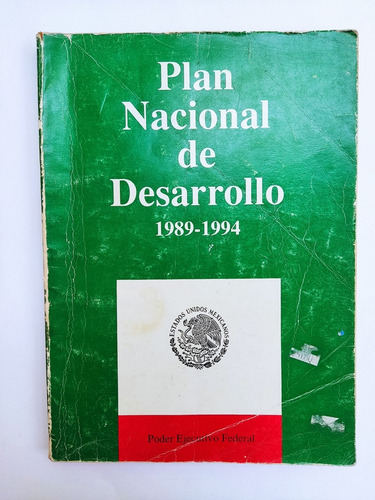 Plan
Nacional
de
Desarrollo
1989-1994
ESTADOS UNIDOS MEXICANOS
Poder Ejecutivo Federal